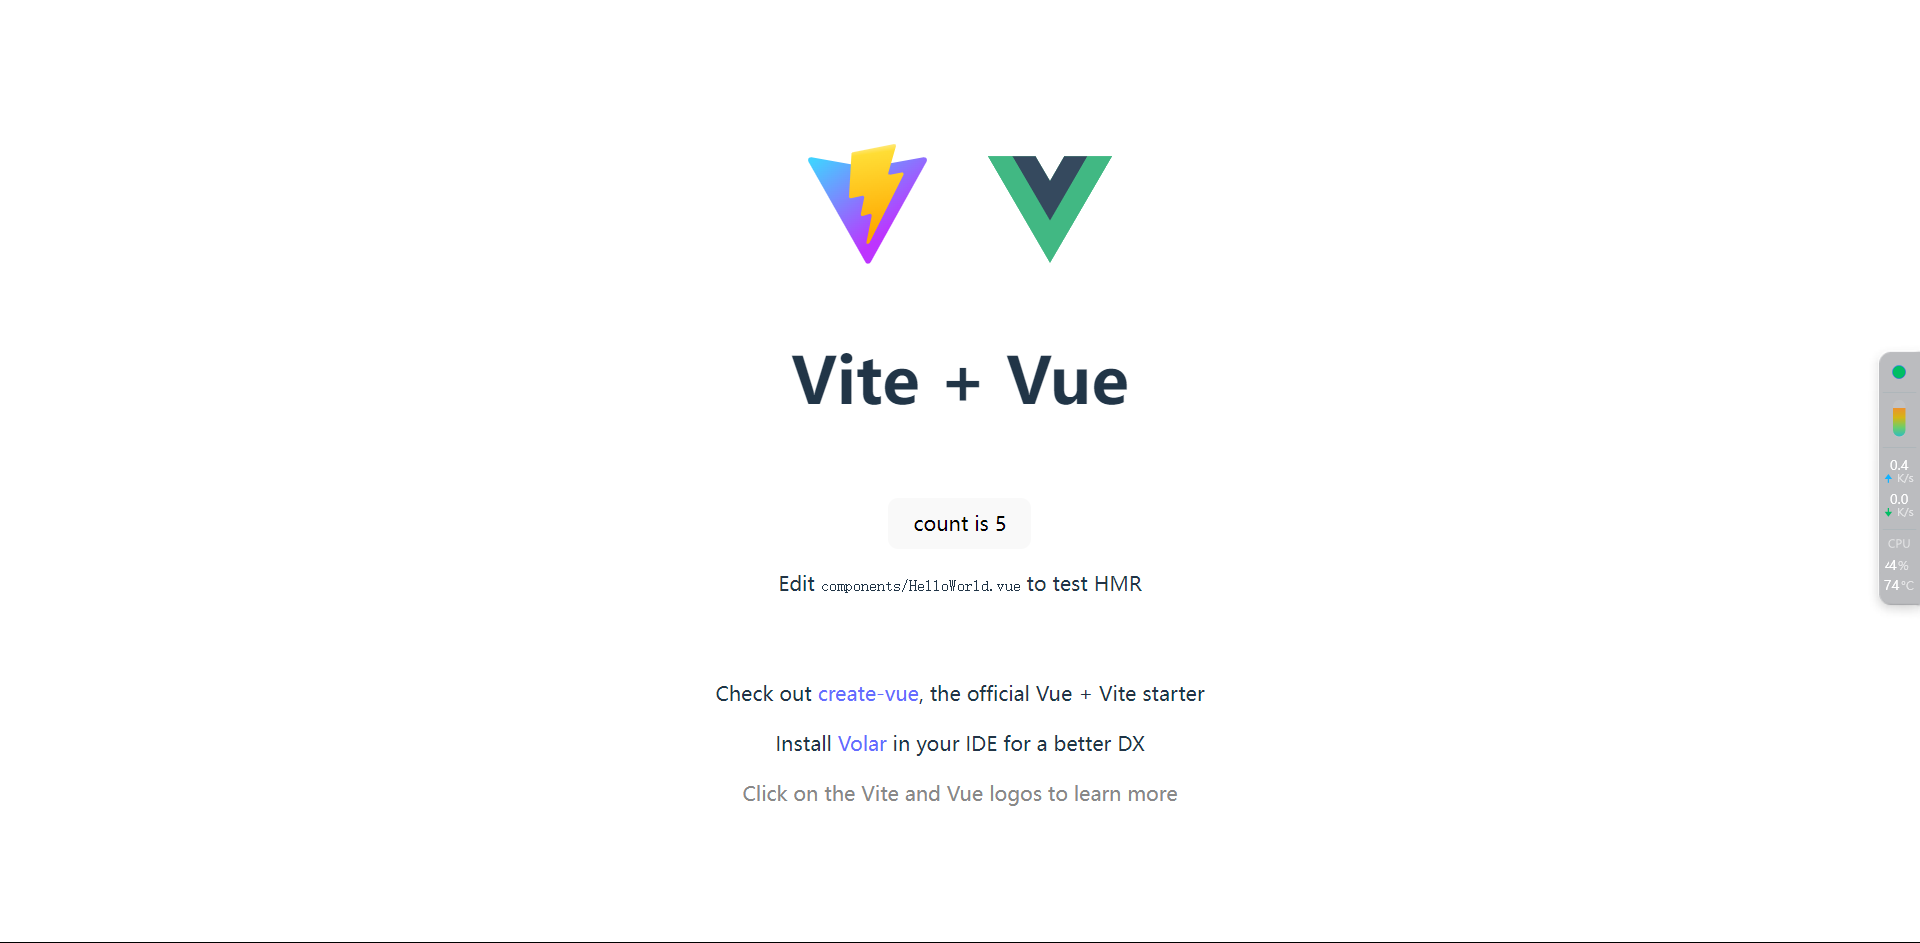 Vite + Vue
count is 5
Edit components/HelloWorld.vue to test HMR
Check out create-vue, the official Vue + Vite starter
Install Volar in your IDE for a better DX
Click on the Vite and Vue logos to learn more
0.4
K/s
0.0
K/s
CPU
4%
74°C